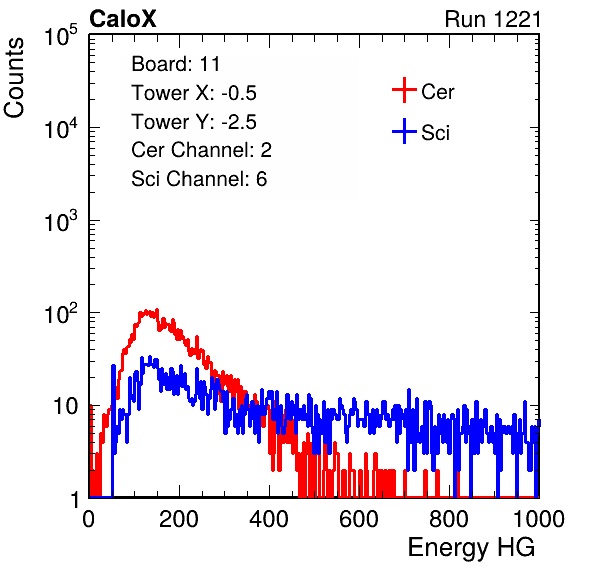 CaloX Run 1221
Counts
10^5
10^4
10^3
10^2
10
1
Board: 11
Tower X: -0.5
Tower Y: -2.5
Cer Channel: 2
Sci Channel: 6
Cer
Sci
0 200 400 600 800 1000
Energy HG